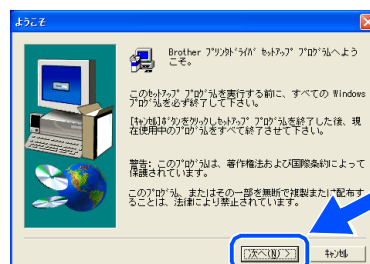 ようこそ
Brother ﾌﾟﾘﾝﾀﾄﾞﾗｲﾊﾞ ｾｯﾄｱｯﾌﾟ ﾌﾟﾛｸﾞﾗﾑへよう
こそ。
このｾｯﾄｱｯﾌﾟ ﾌﾟﾛｸﾞﾗﾑを実行する前に、すべての Windows
ﾌﾟﾛｸﾞﾗﾑを必ず終了して下さい。
[ｷｬﾝｾﾙ]ﾎﾞﾀﾝをｸﾘｯｸしｾｯﾄｱｯﾌﾟ ﾌﾟﾛｸﾞﾗﾑを終了した後、現
在使用中のﾌﾟﾛｸﾞﾗﾑをすべて終了させて下さい。
警告: このﾌﾟﾛｸﾞﾗﾑは、著作権法および国際条約によって
保護されています。
このﾌﾟﾛｸﾞﾗﾑ、またはその一部を無断で複製または配布す
ることは、法律により禁止されています。
次へ(N) >
ｷｬﾝｾﾙ